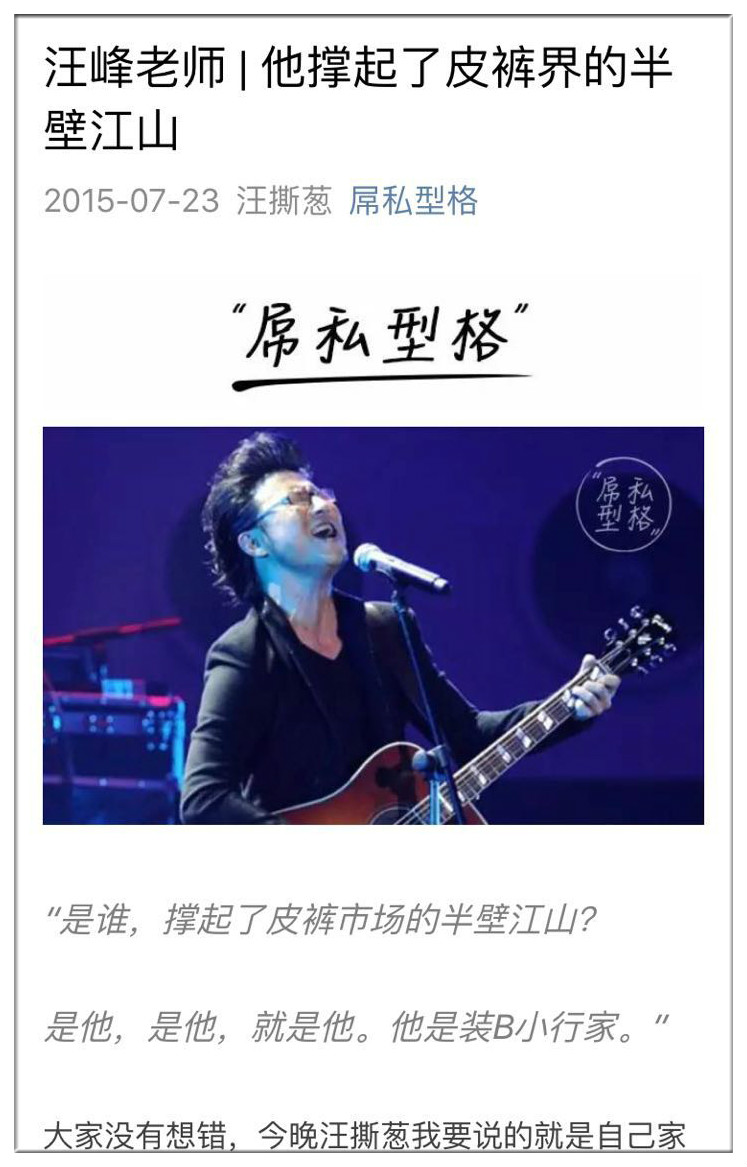 汪峰老师 | 他撑起了皮裤界的半
壁江山
2015-07-23 汪撕葱 屌私型格
“屌私型格”
“屌私
型格”
“是谁，撑起了皮裤市场的半壁江山？
是他，是他，就是他。他是装B小行家。”
大家没有想错，今晚汪撕葱我要说的就是自己家